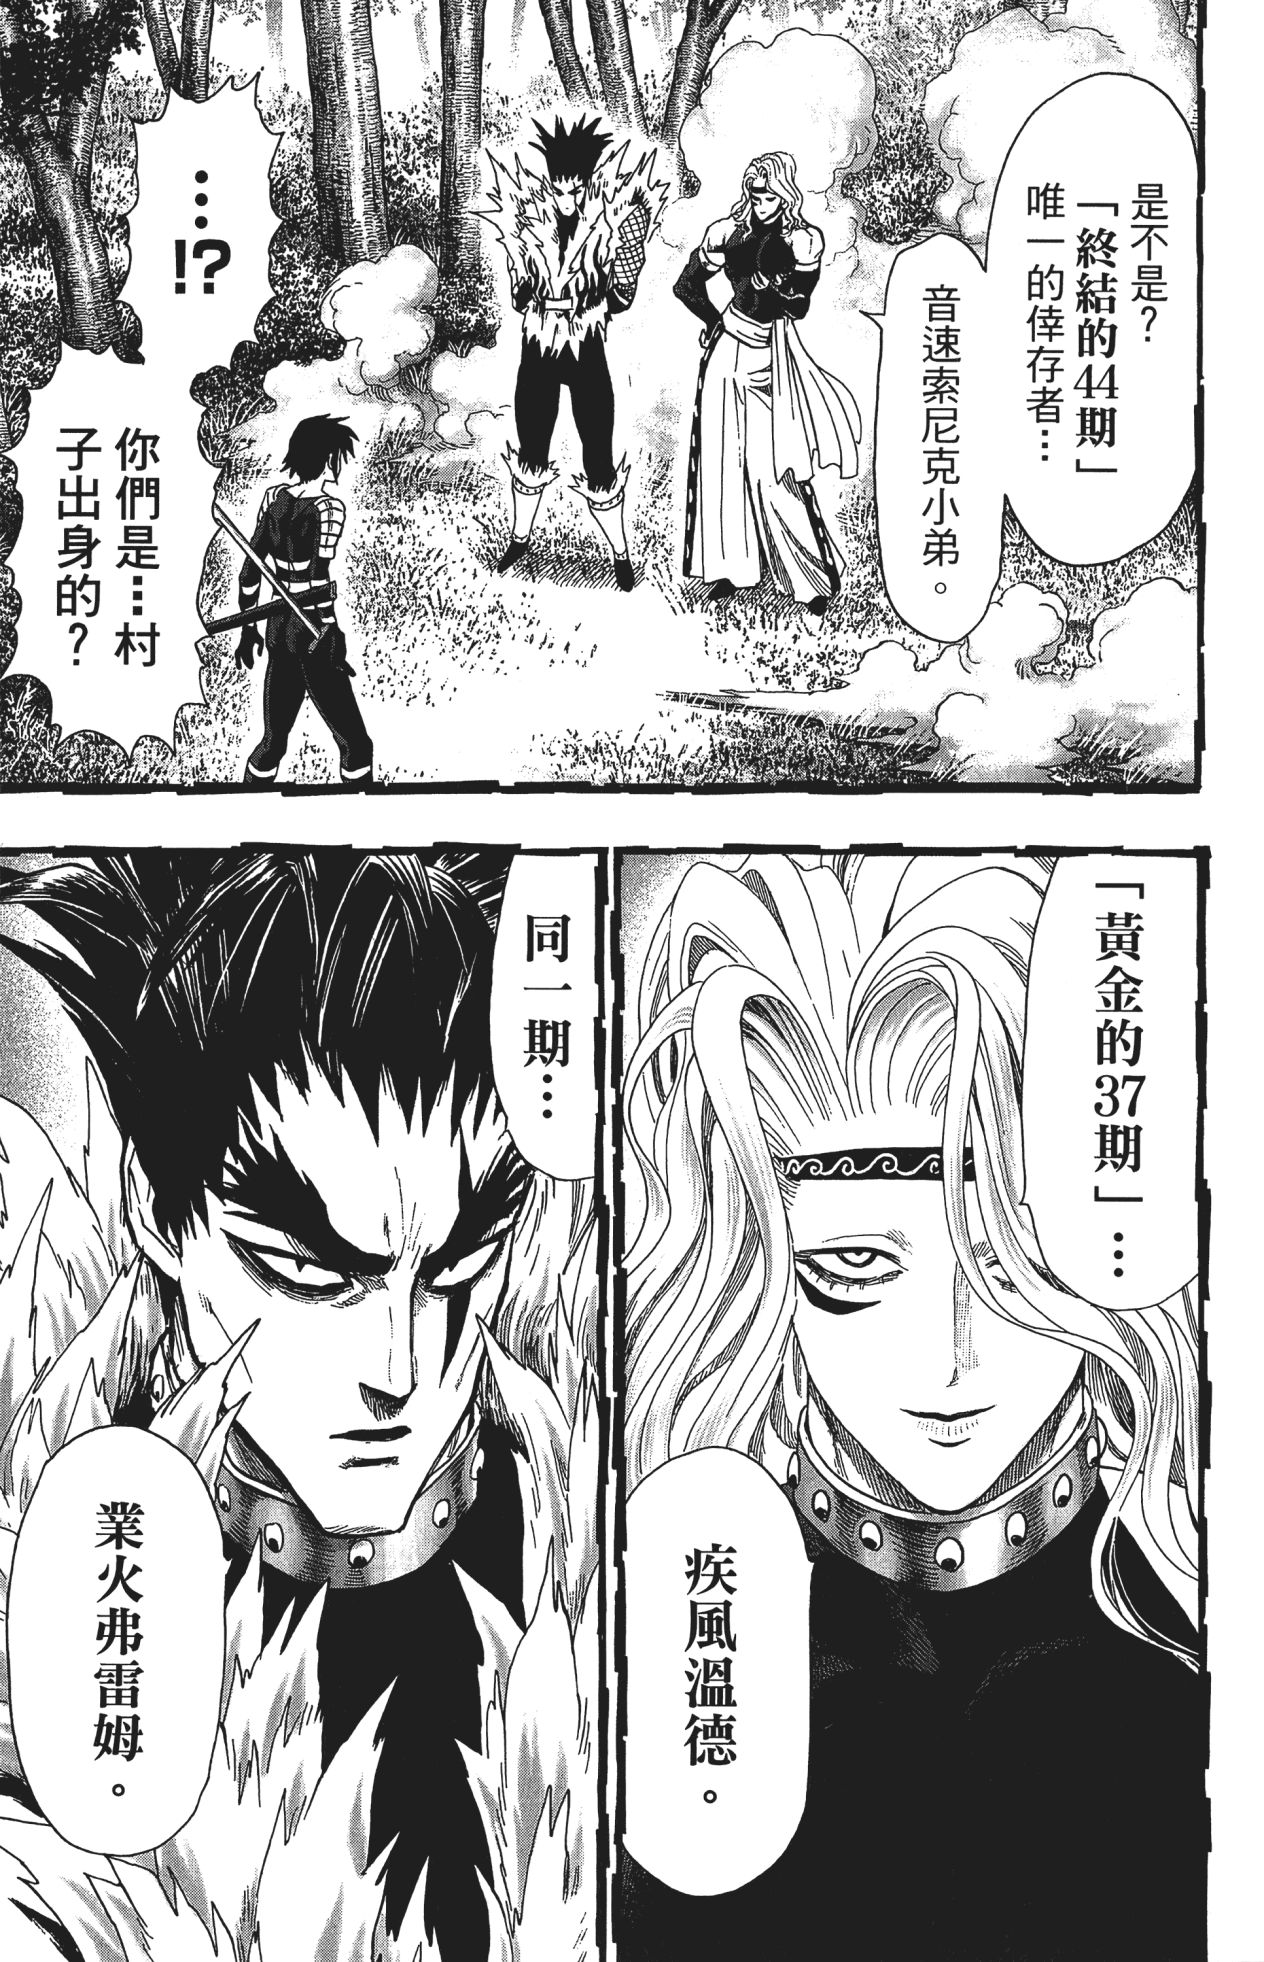 是不是？
「終結的44期」
唯一的倖存者…
音速索尼克小弟。
…
!?
你們是…村
子出身的？
「黃金的37期」…
疾風溫德。
同一期…
業火弗雷姆。